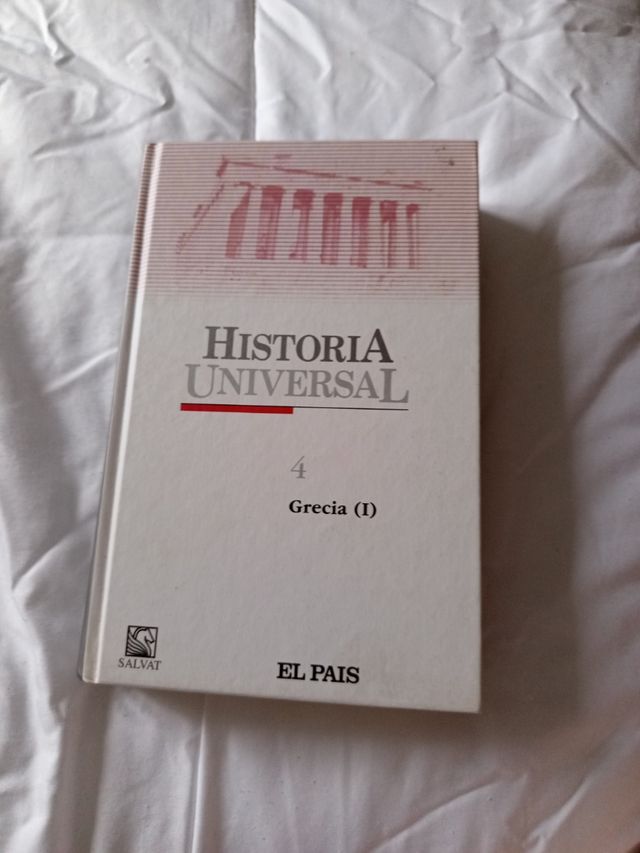 HISTORIA
UNIVERSAL
4
Grecia (I)
SALVAT
EL PAIS